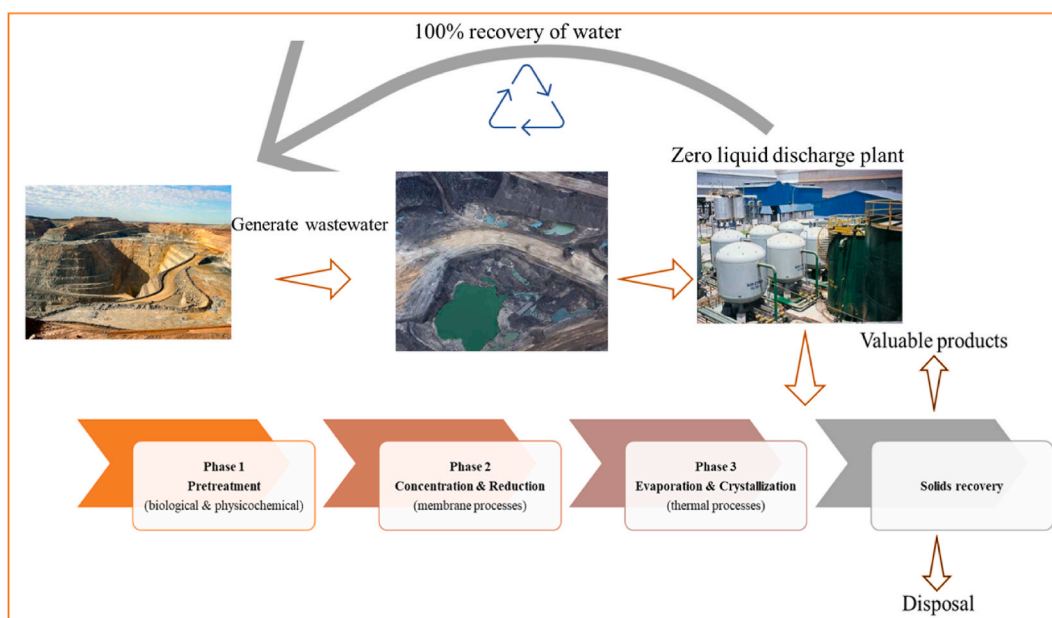 100% recovery of water
Zero liquid discharge plant
Generate wastewater
Valuable products
Phase 1
Pretreatment
(biological & physicochemical)
Phase 2
Concentration & Reduction
(membrane processes)
Phase 3
Evaporation & Crystallization
(thermal processes)
Solids recovery
Disposal